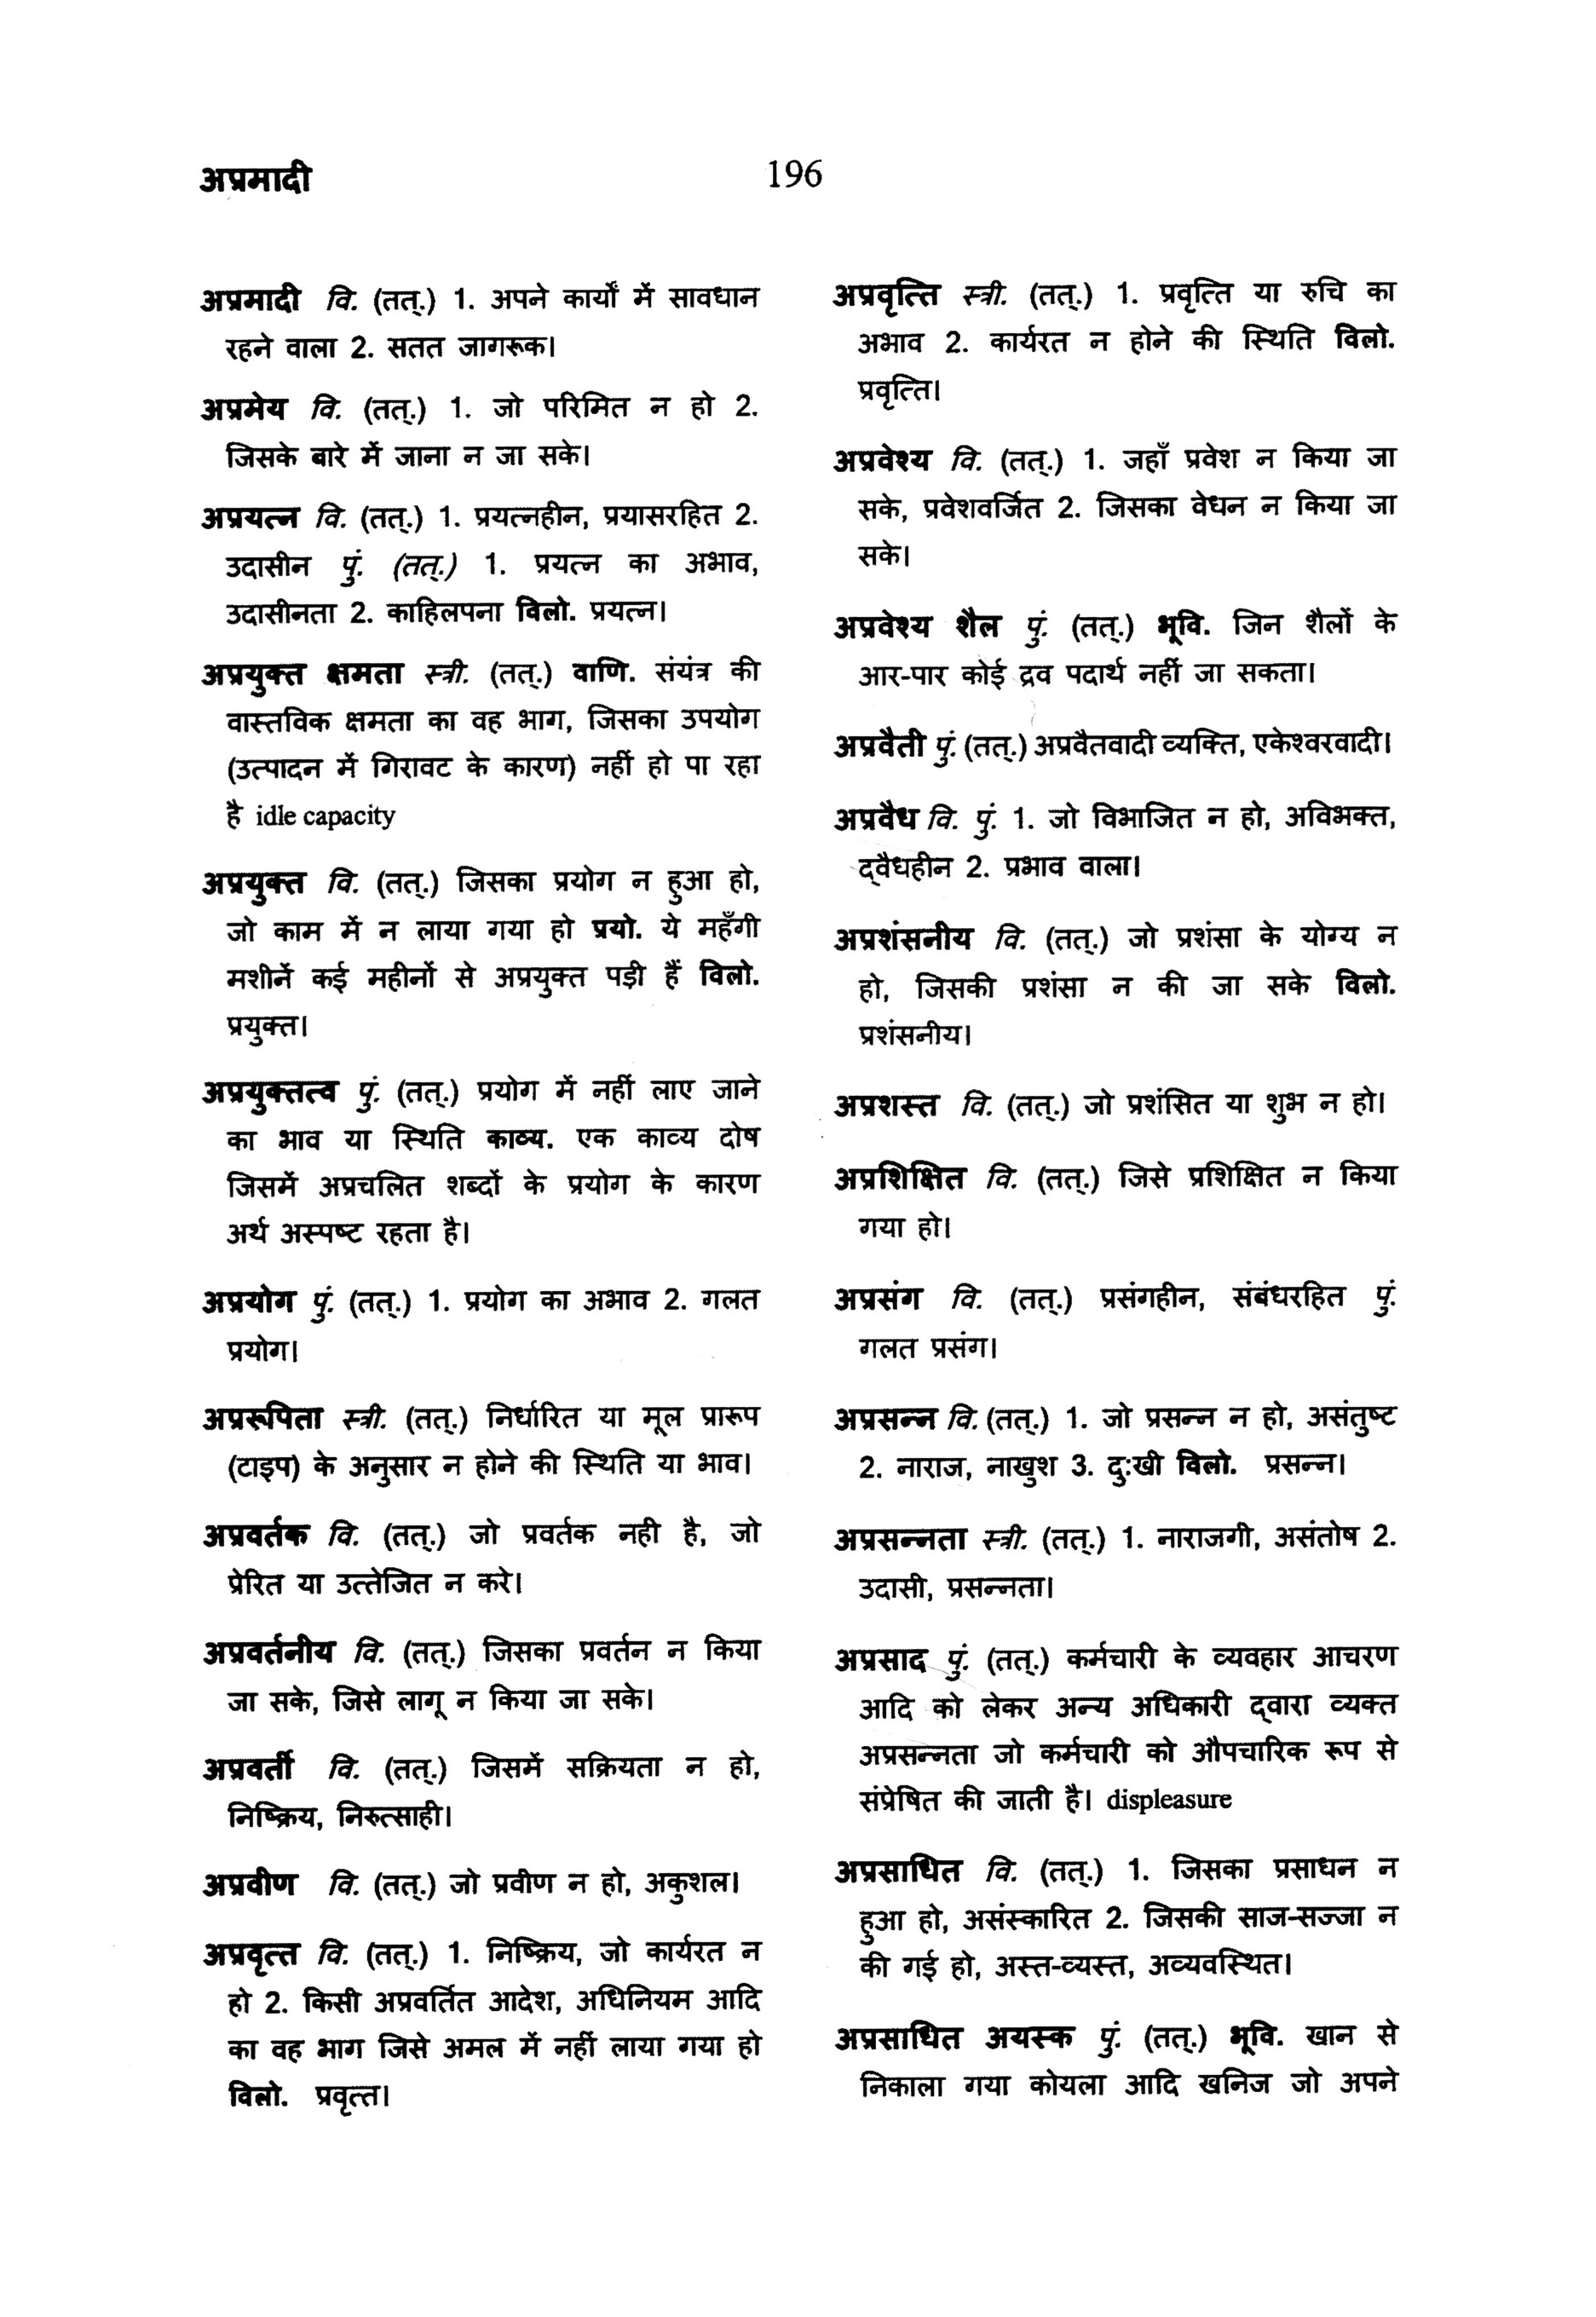 अप्रमादी
196
अप्रमादी वि. (तत्.) 1. अपने कार्यों में सावधान
रहने वाला 2. सतत जागरूक।
अप्रमेय वि. (तत्.) 1. जो परिमित न हो 2.
जिसके बारे में जाना न जा सके।
अप्रयत्न वि. (तत्.) 1. प्रयत्नहीन, प्रयासरहित 2.
उदासीन पुं. (तत्.) 1. प्रयत्न का अभाव,
उदासीनता 2. काहिलपना विलो. प्रयत्न।
अप्रयुक्त क्षमता स्त्री. (तत्.) वाणि. संयंत्र की
वास्तविक क्षमता का वह भाग, जिसका उपयोग
(उत्पादन में गिरावट के कारण) नहीं हो पा रहा
है idle capacity
अप्रयुक्त वि. (तत्.) जिसका प्रयोग न हुआ हो,
जो काम में न लाया गया हो प्रयो. ये महँगी
मशीनें कई महीनों से अप्रयुक्त पड़ी हैं विलो.
प्रयुक्त।
अप्रयुक्तत्व पुं. (तत्.) प्रयोग में नहीं लाए जाने
का भाव या स्थिति काव्य. एक काव्य दोष
जिसमें अप्रचलित शब्दों के प्रयोग के कारण
अर्थ अस्पष्ट रहता है।
अप्रयोग पुं. (तत्.) 1. प्रयोग का अभाव 2. गलत
प्रयोग।
अप्ररूपिता स्त्री. (तत्.) निर्धारित या मूल प्रारूप
(टाइप) के अनुसार न होने की स्थिति या भाव।
अप्रवर्तक वि. (तत्.) जो प्रवर्तक नही है, जो
प्रेरित या उत्तेजित न करे।
अप्रवर्तनीय वि. (तत्.) जिसका प्रवर्तन न किया
जा सके, जिसे लागू न किया जा सके।
अप्रवर्ती वि. (तत्.) जिसमें सक्रियता न हो,
निष्क्रिय, निरुत्साही।
अप्रवीण वि. (तत्.) जो प्रवीण न हो, अकुशल।
अप्रवृत्त वि. (तत्.) 1. निष्क्रिय, जो कार्यरत न
हो 2. किसी अप्रवर्तित आदेश, अधिनियम आदि
का वह भाग जिसे अमल में नहीं लाया गया हो
विलो. प्रवृत्त।
अप्रवृत्ति स्त्री. (तत्.) 1. प्रवृत्ति या रुचि का
अभाव 2. कार्यरत न होने की स्थिति विलो.
प्रवृत्ति।
अप्रवेश्य वि. (तत्.) 1. जहाँ प्रवेश न किया जा
सके, प्रवेशवर्जित 2. जिसका वेधन न किया जा
सके।
अप्रवेश्य शैल पुं. (तत्.) भूवि. जिन शैलों के
आर-पार कोई द्रव पदार्थ नहीं जा सकता।
अप्रवैती पुं. (तत्.) अप्रवैतवादी व्यक्ति, एकेश्वरवादी।
अप्रवैध वि. पुं. 1. जो विभाजित न हो, अविभक्त,
द्‌वैधहीन 2. प्रभाव वाला।
अप्रशंसनीय वि. (तत्.) जो प्रशंसा के योग्य न
हो, जिसकी प्रशंसा न की जा सके विलो.
प्रशंसनीय।
अप्रशस्त वि. (तत्.) जो प्रशंसित या शुभ न हो।
अप्रशिक्षित वि. (तत्.) जिसे प्रशिक्षित न किया
गया हो।
अप्रसंग वि. (तत्.) प्रसंगहीन, संबंधरहित पुं.
गलत प्रसंग।
अप्रसन्न वि. (तत्.) 1. जो प्रसन्न न हो, असंतुष्ट
2. नाराज, नाखुश 3. दु:खी विलो. प्रसन्न।
अप्रसन्नता स्त्री. (तत्.) 1. नाराजगी, असंतोष 2.
उदासी, प्रसन्नता।
अप्रसाद पुं. (तत्.) कर्मचारी के व्यवहार आचरण
आदि को लेकर अन्य अधिकारी द्‌वारा व्यक्त
अप्रसन्नता जो कर्मचारी को औपचारिक रूप से
संप्रेषित की जाती है। displeasure
अप्रसाधित वि. (तत्.) 1. जिसका प्रसाधन न
हुआ हो, असंस्कारित 2. जिसकी साज-सज्जा न
की गई हो, अस्त-व्यस्त, अव्यवस्थित।
अप्रसाधित अयस्क पुं. (तत्.) भूवि. खान से
निकाला गया कोयला आदि खनिज जो अपने